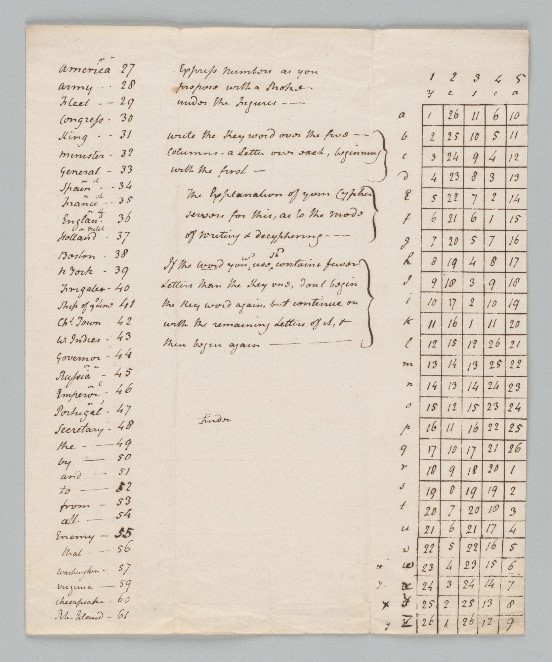 America 27
Army - - 28
Fleet - - 29
Congress - 30
King - - 31
minister - 32
General - 33
Spain - 34
France - 35
England 36
Holland - 37
Boston - 38
N York - 39
Frigates - 40
Ship of ye Line 41
Chs Town 42
W. Indies - 43
Governor - 44
Russia - 45
Emperor - 46
Portugal - 47
Secretary - 48
the - 49
by - 50
and - 51
to - 52
from - 53
all - 54
Enemy - 55
that - 56
Washington - 57
Virginia - 59
Chesapeake - 60
Rh. Island - 61
Express Numbers as you
propose with a Stroke
under the Figures
write the Key word over the five
Columns - a Letter over each, beginning
with the first
The Explanation of your Cypher
serves for this, as to the mode
of writing & decyphering
If the word you use, contains fewer
Letters than the Key one, dont begin
the Key word again, but continue on
with the remaining Letters of it, &
then begin again
1 2 3 4 5
a 1 26 11 6 10
b 2 25 10 5 11
c 3 24 9 4 12
d 4 23 8 3 13
E 5 22 7 2 14
f 6 21 6 1 15
g 7 20 5 7 16
h 8 19 4 8 17
9 18 3 9 18
i 10 17 2 10 19
k 11 16 1 11 20
l 12 15 12 26 21
m 13 14 13 25 22
n 14 13 14 24 23
o 15 12 15 23 24
p 16 11 16 22 25
q 17 10 17 21 26
r 18 9 18 20 1
s 19 8 19 19 2
t 20 7 20 18 3
u 21 6 21 17 4
v 22 5 22 16 5
w 23 4 23 15 6
24 3 24 14 7
x 25 2 25 13 8
y 26 1 26 12 9